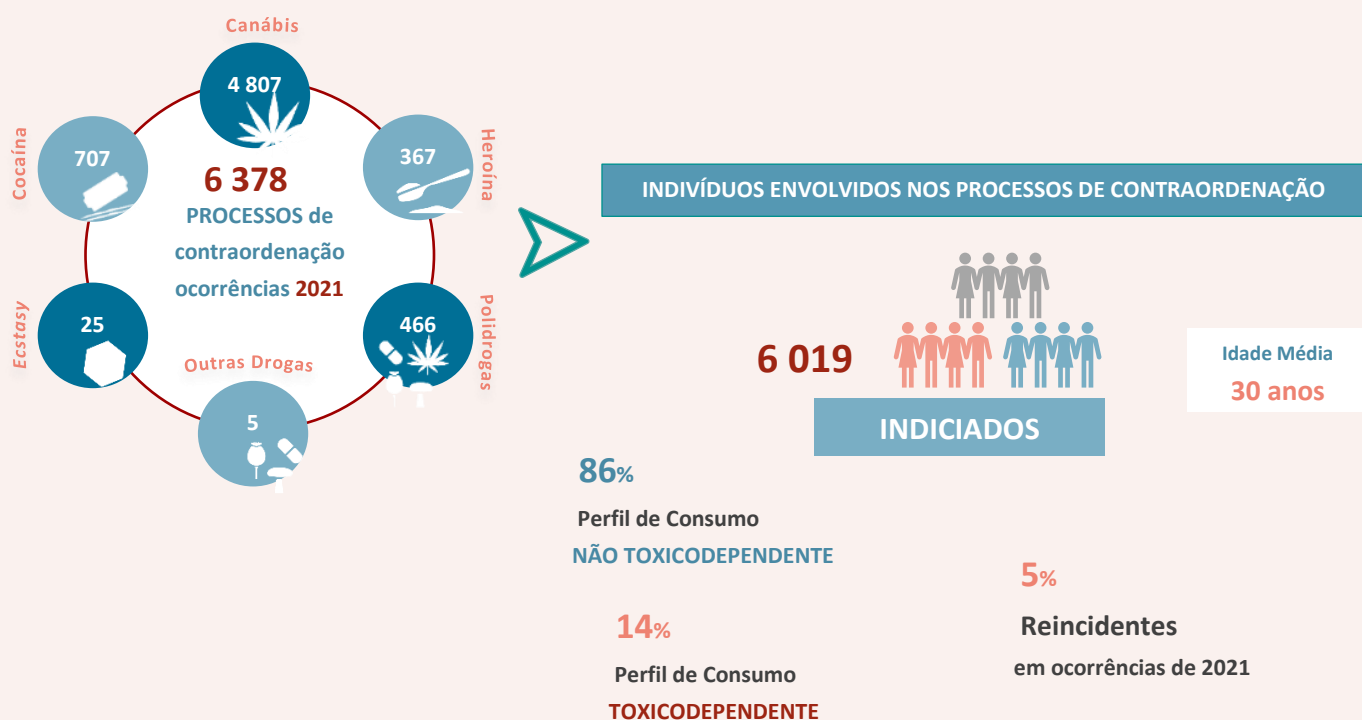 Canábis
4 807
Cocaína
707
Heroína
367
6 378
PROCESSOS de
contraordenação
ocorrências 2021
Ecstasy
25
Polidrogas
466
Outras Drogas
5
INDIVÍDUOS ENVOLVIDOS NOS PROCESSOS DE CONTRAORDENAÇÃO
6 019
INDICIADOS
Idade Média
30 anos
86%
Perfil de Consumo
NÃO TOXICODEPENDENTE
14%
Perfil de Consumo
TOXICODEPENDENTE
5%
Reincidentes
em ocorrências de 2021